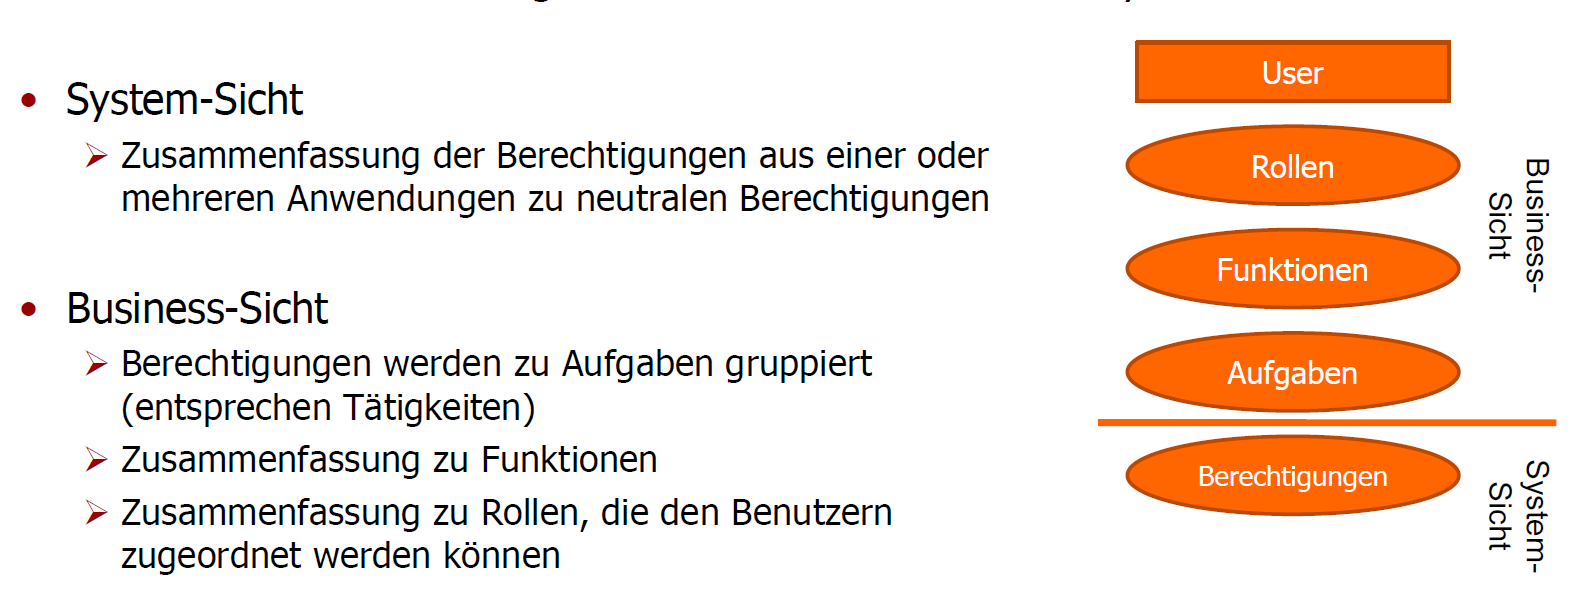 • System-Sicht
➢ Zusammenfassung der Berechtigungen aus einer oder
mehreren Anwendungen zu neutralen Berechtigungen
• Business-Sicht
➢ Berechtigungen werden zu Aufgaben gruppiert
(entsprechen Tätigkeiten)
➢ Zusammenfassung zu Funktionen
➢ Zusammenfassung zu Rollen, die den Benutzern
zugeordnet werden können
User
Rollen
Funktionen
Aufgaben
Berechtigungen
Business-
Sicht
System-
Sicht